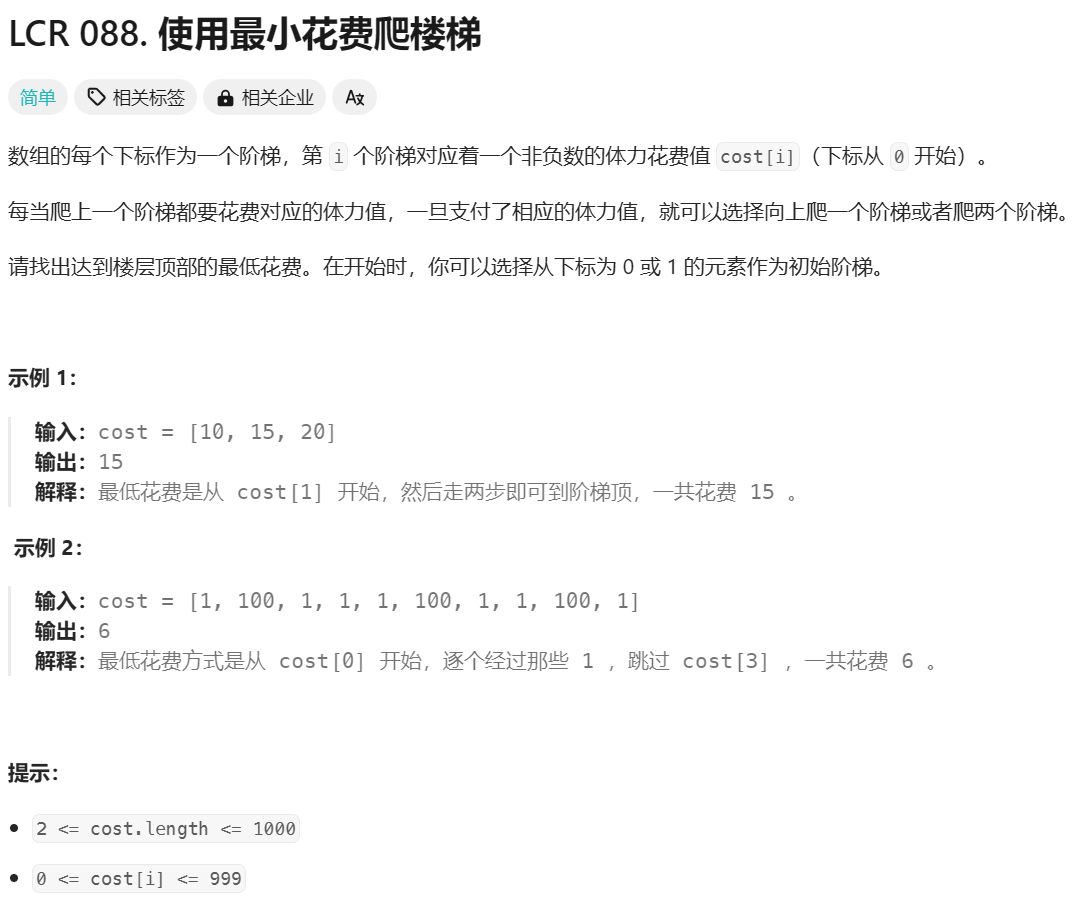 LCR 088. 使用最小花费爬楼梯
简单 相关标签 相关企业 A文
数组的每个下标作为一个阶梯，第 i 个阶梯对应着一个非负数的体力花费值 cost[i]（下标从 0 开始）。
每当爬上一个阶梯都要花费对应的体力值，一旦支付了相应的体力值，就可以选择向上爬一个阶梯或者爬两个阶梯。
请找出达到楼层顶部的最低花费。在开始时，你可以选择从下标为 0 或 1 的元素作为初始阶梯。
示例 1：
输入：cost = [10, 15, 20]
输出：15
解释：最低花费是从 cost[1] 开始，然后走两步即可到阶梯顶，一共花费 15 。
示例 2：
输入：cost = [1, 100, 1, 1, 1, 100, 1, 1, 100, 1]
输出：6
解释：最低花费方式是从 cost[0] 开始，逐个经过那些 1 ，跳过 cost[3] ，一共花费 6 。
提示：
• 2 <= cost.length <= 1000
• 0 <= cost[i] <= 999